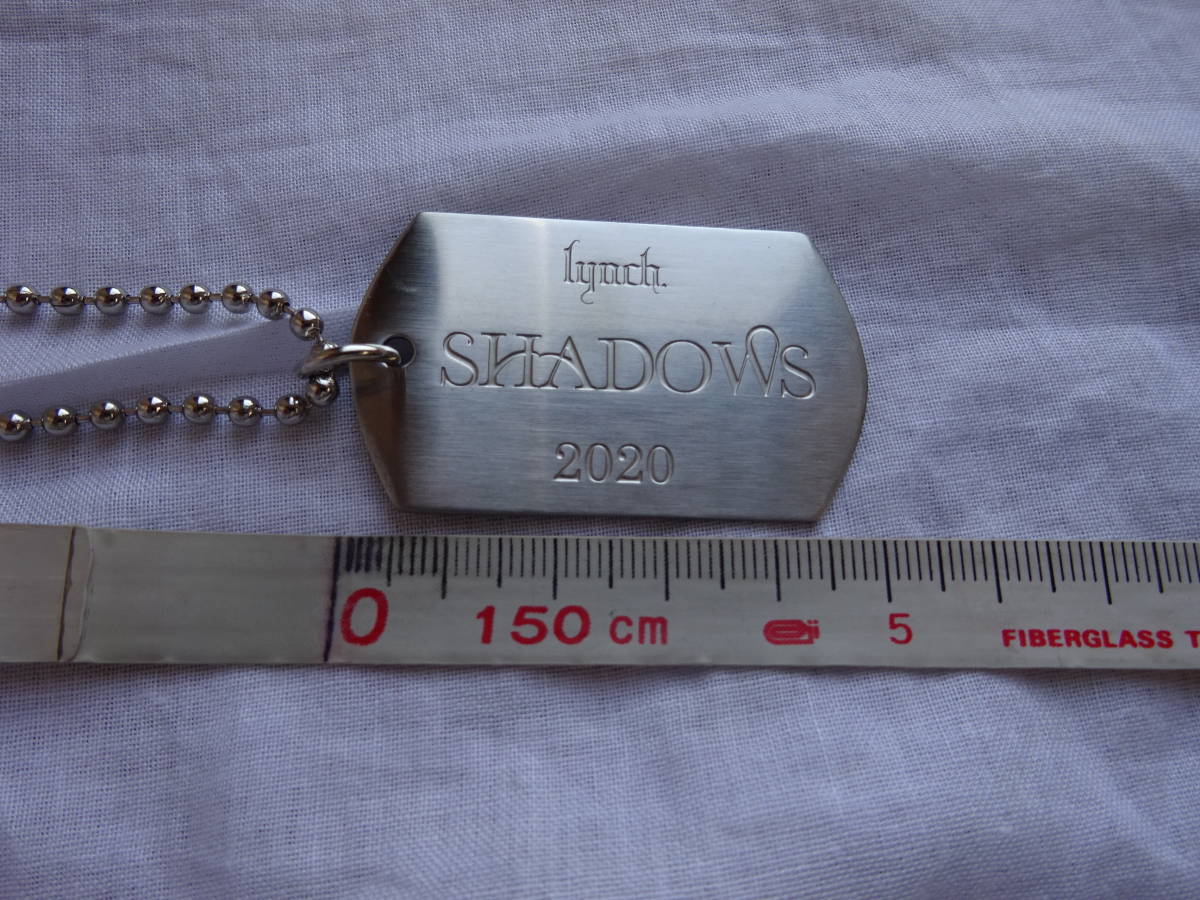 lynch.
SHADOWS
2020
0 150 cm 5 FIBERGLASS T